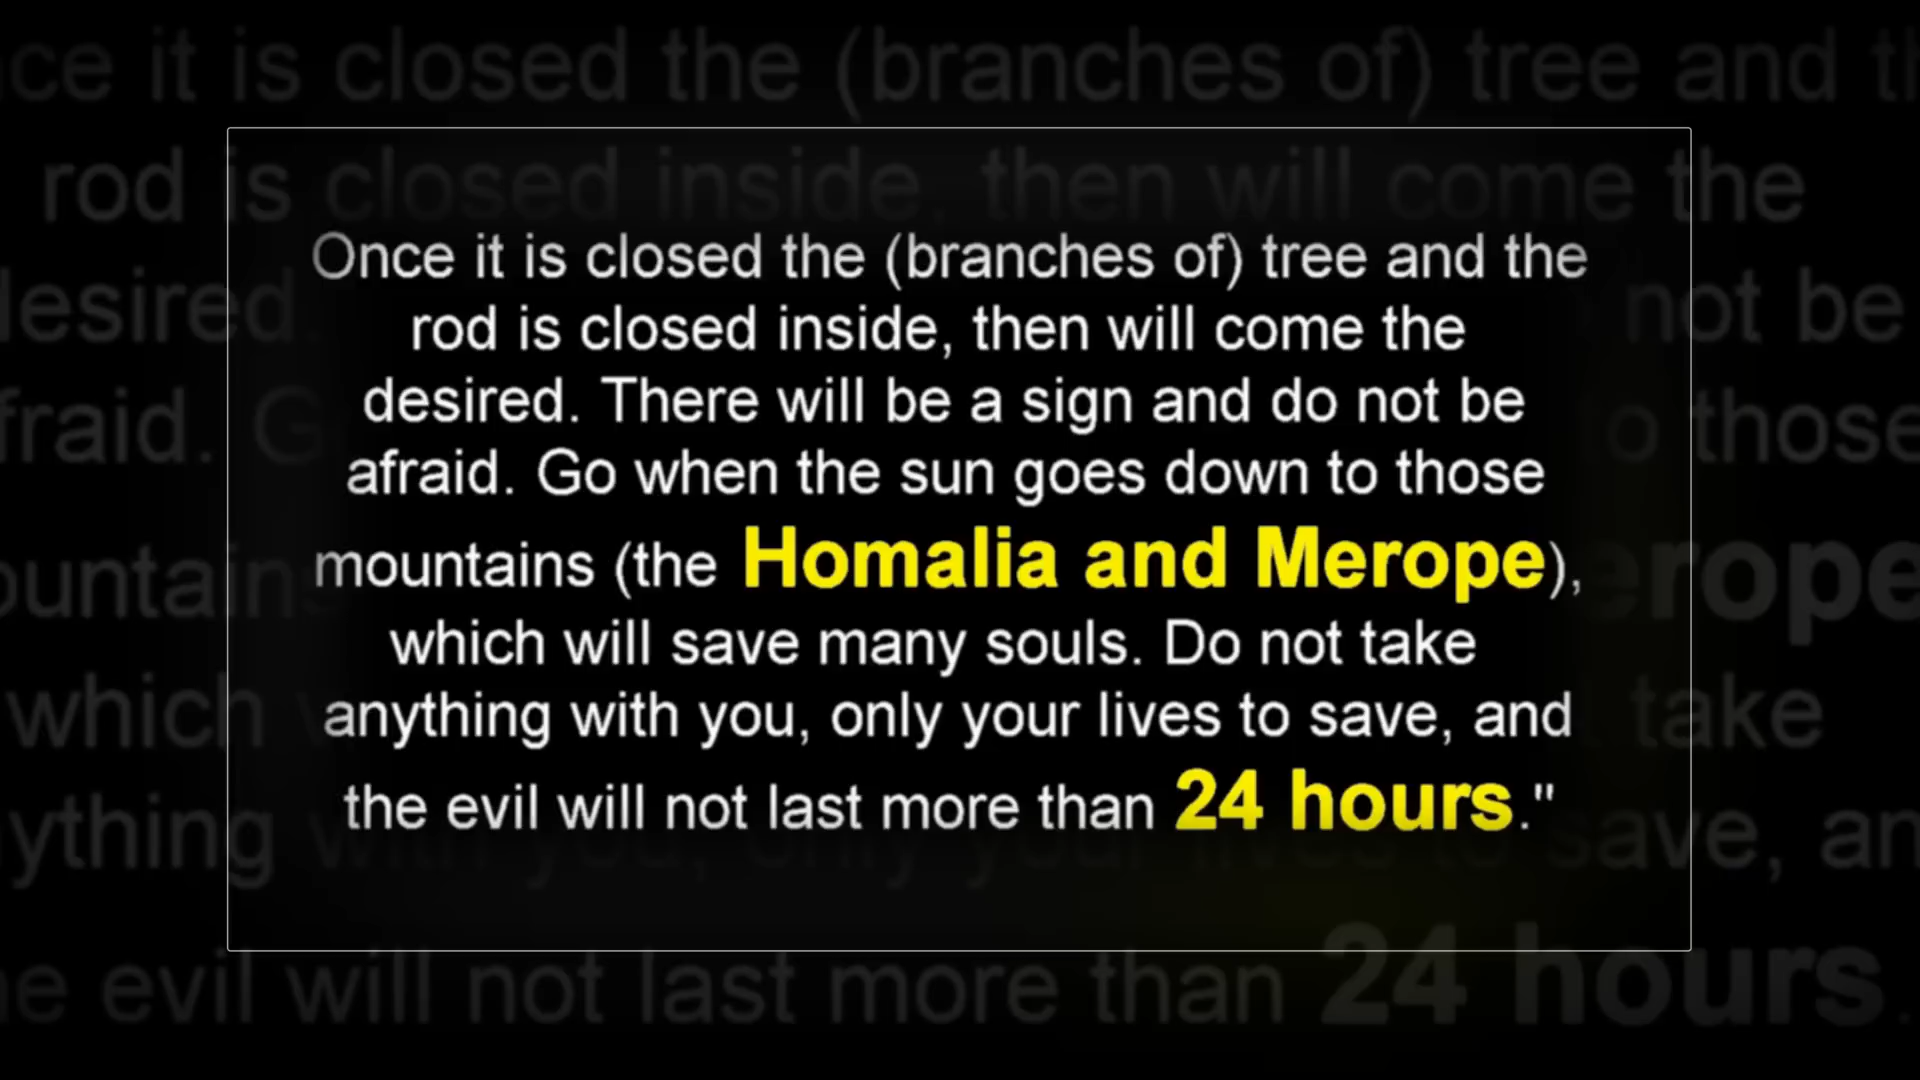 Once it is closed the (branches of) tree and the
rod is closed inside, then will come the
desired. There will be a sign and do not be
afraid. Go when the sun goes down to those
mountains (the Homalia and Merope),
which will save many souls. Do not take
anything with you, only your lives to save, and
the evil will not last more than 24 hours."